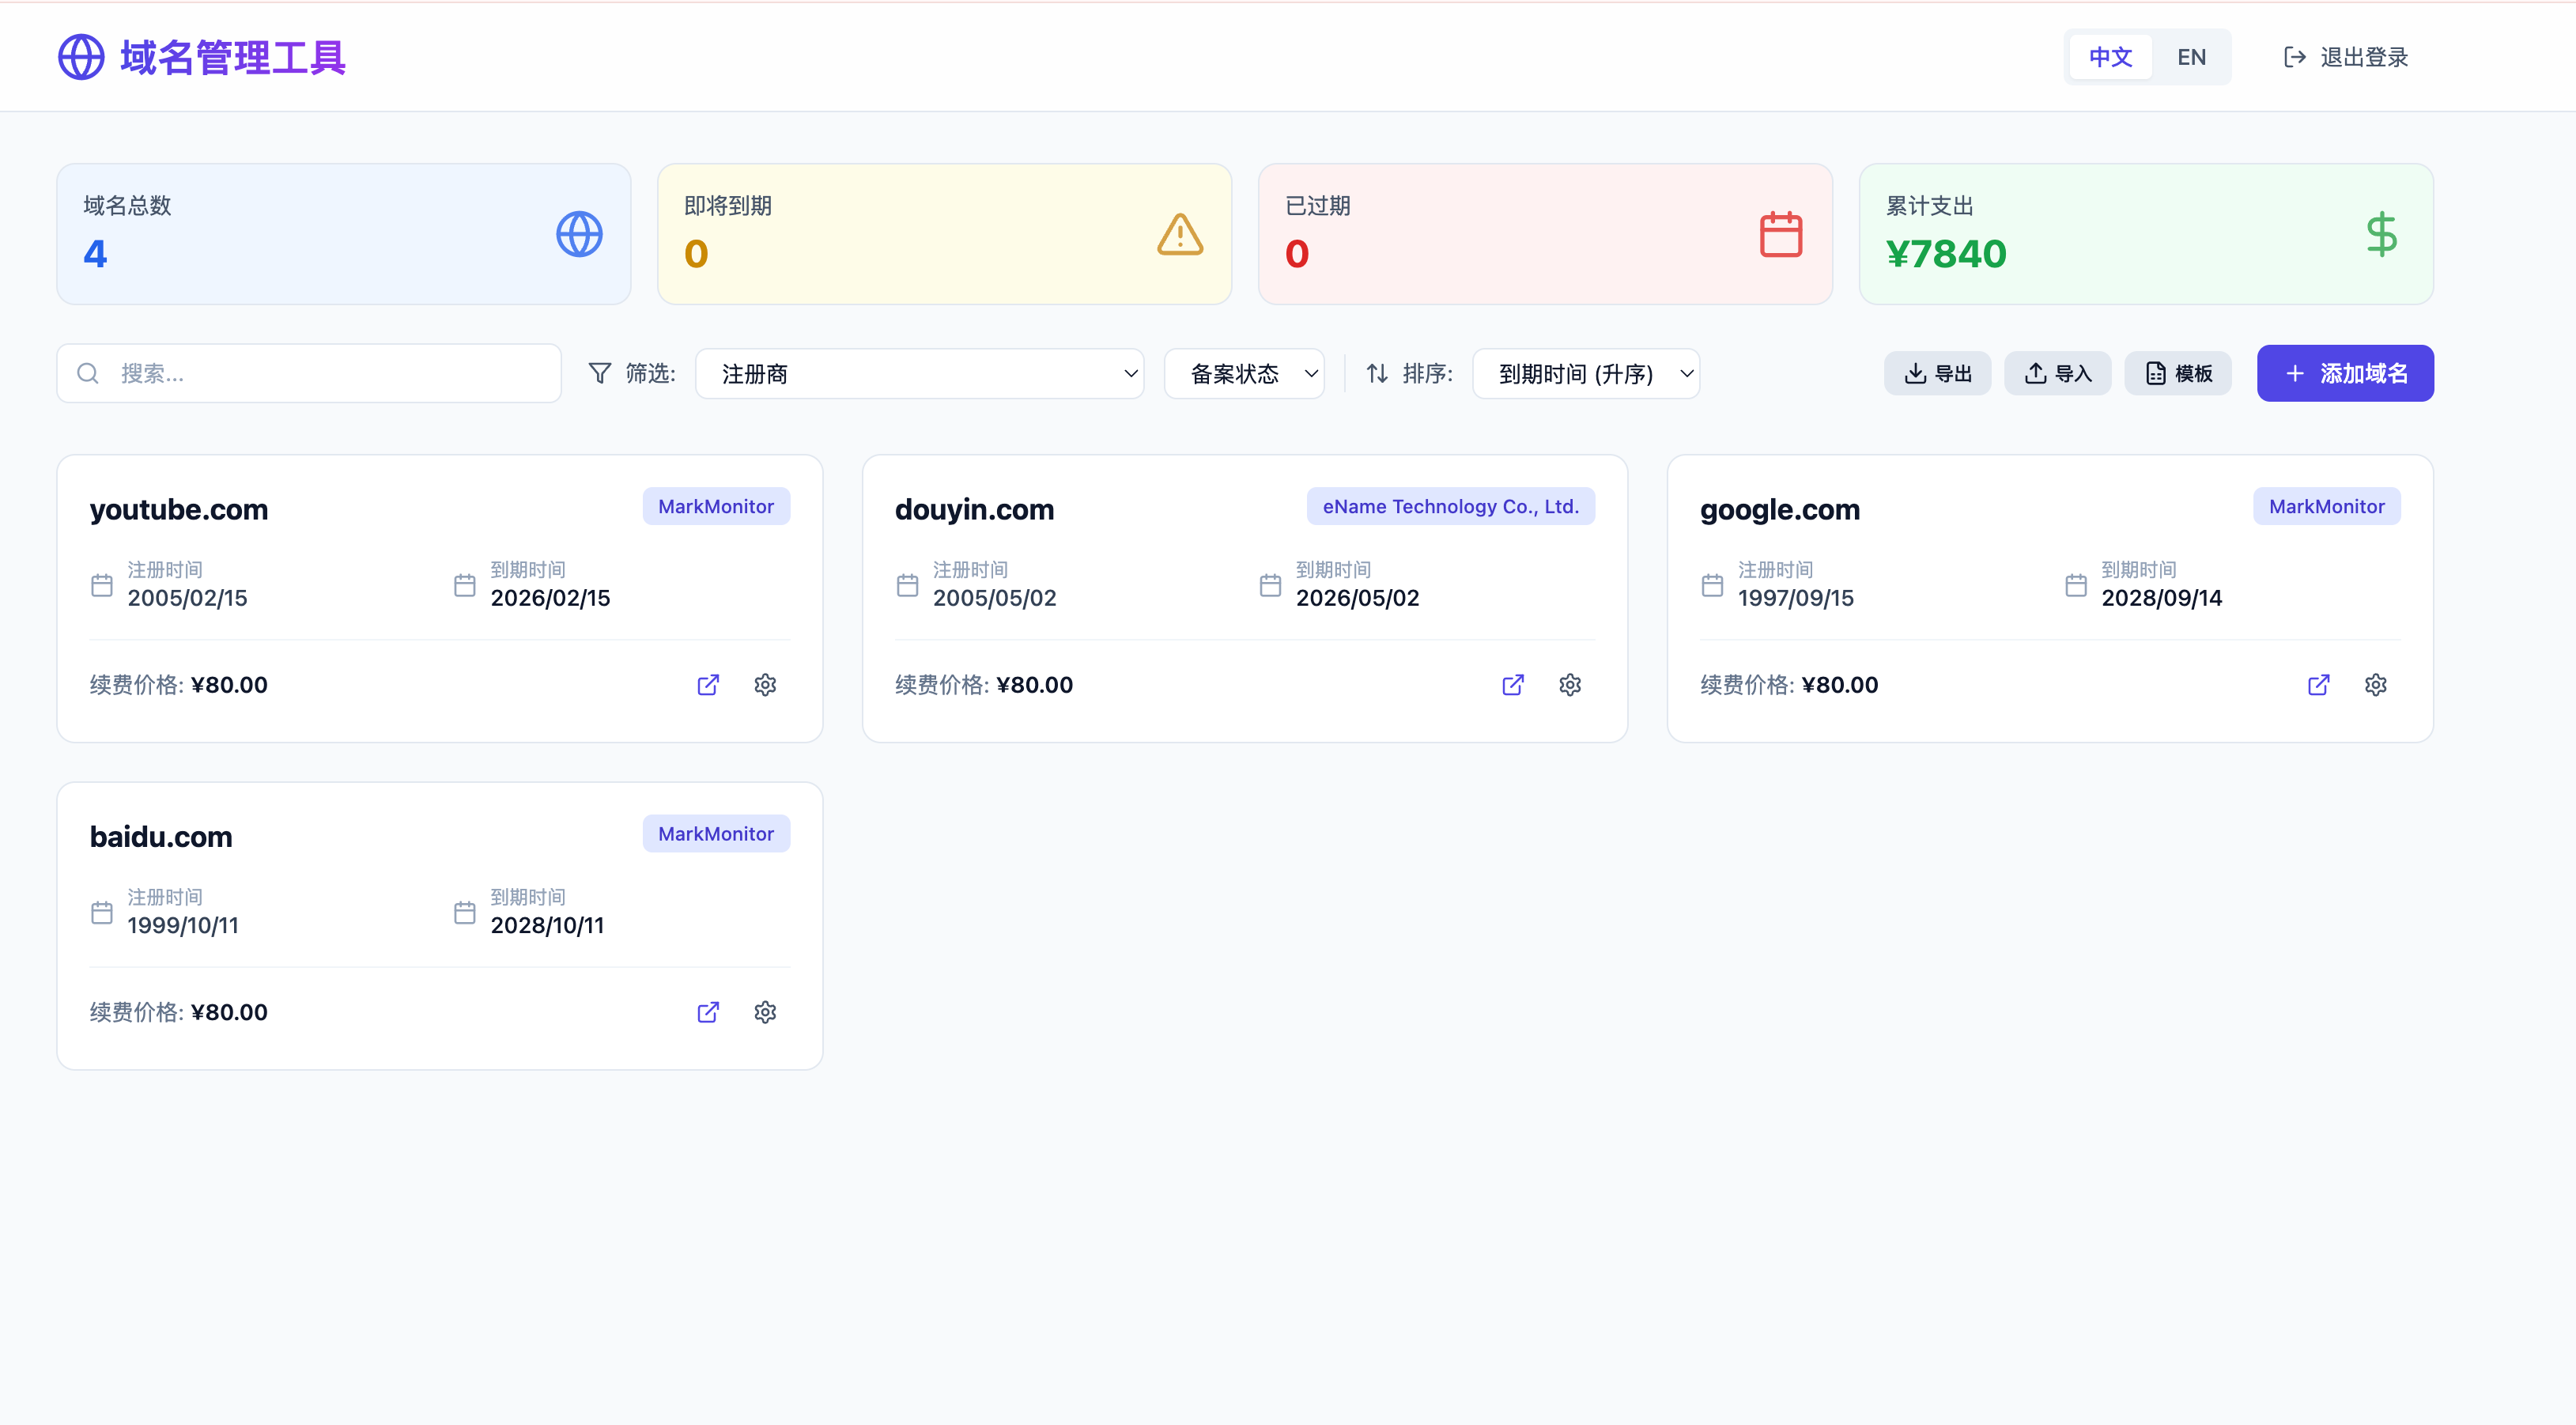 域名管理工具
中文 EN 退出登录
域名总数
4
即将到期
0
已过期
0
累计支出
¥7840
搜索...
筛选: 注册商 备案状态 排序: 到期时间 (升序)
导出 导入 模板 添加域名
youtube.com MarkMonitor
注册时间 到期时间
2005/02/15 2026/02/15
续费价格: ¥80.00
douyin.com eName Technology Co., Ltd.
注册时间 到期时间
2005/05/02 2026/05/02
续费价格: ¥80.00
google.com MarkMonitor
注册时间 到期时间
1997/09/15 2028/09/14
续费价格: ¥80.00
baidu.com MarkMonitor
注册时间 到期时间
1999/10/11 2028/10/11
续费价格: ¥80.00